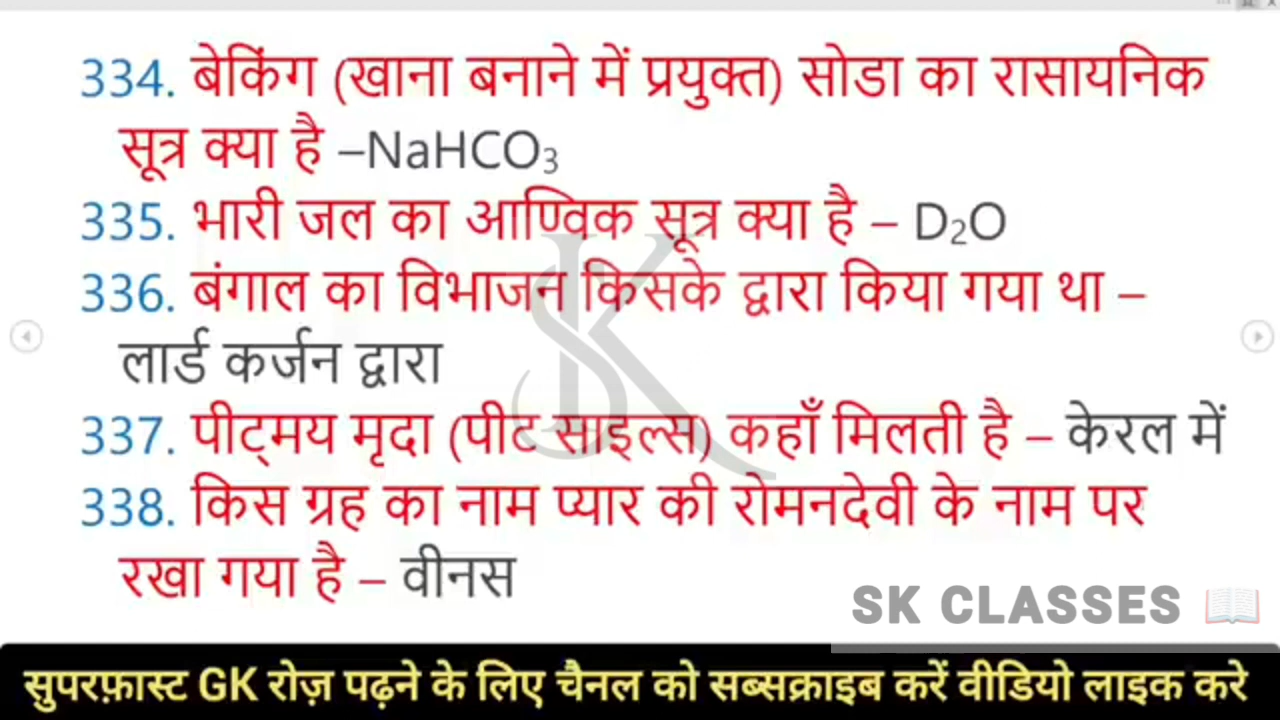 334. बेकिंग (खाना बनाने में प्रयुक्त) सोडा का रासायनिक
सूत्र क्या है –NaHCO₃
335. भारी जल का आण्विक सूत्र क्या है – D₂O
336. बंगाल का विभाजन किसके द्वारा किया गया था –
लार्ड कर्जन द्वारा
337. पीट्मय मृदा (पीट साइल्स) कहाँ मिलती है – केरल में
338. किस ग्रह का नाम प्यार की रोमनदेवी के नाम पर
रखा गया है – वीनस
SK CLASSES
सुपरफ़ास्ट GK रोज़ पढ़ने के लिए चैनल को सब्सक्राइब करें वीडियो लाइक करे